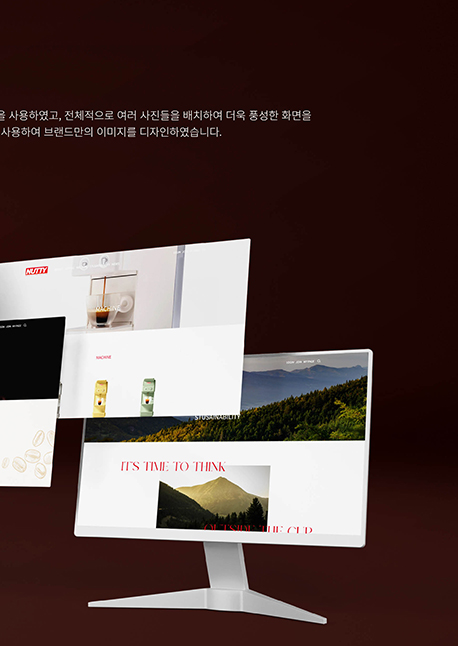 을 사용하였고, 전체적으로 여러 사진들을 배치하여 더욱 풍성한 화면을
사용하여 브랜드만의 이미지를 디자인하였습니다.
NUTTY
MACHINE
SUSTAINABILITY
IT'S TIME TO THINK
OUTSIDE THE CUP